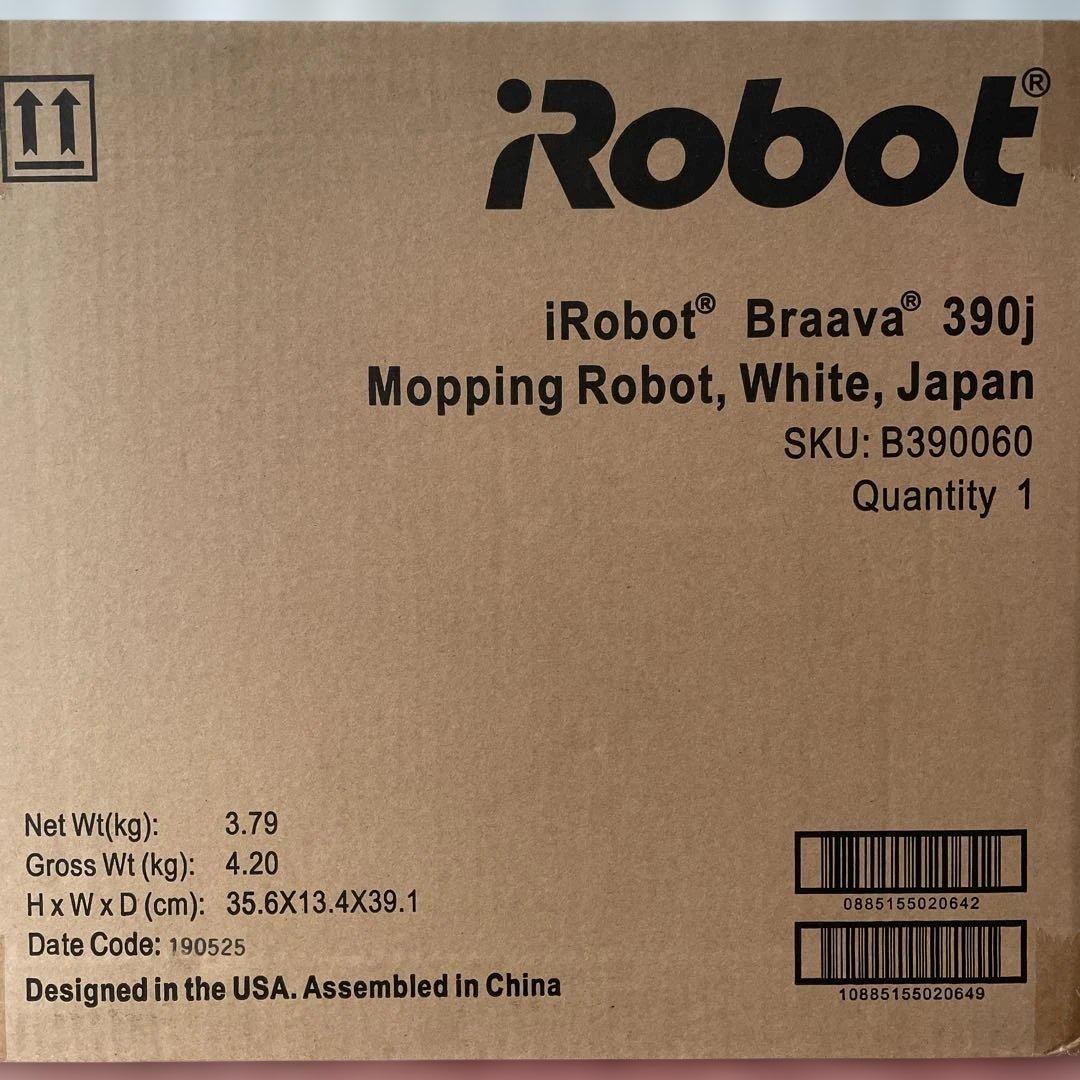 iRobot®
iRobot® Braava® 390j
Mopping Robot, White, Japan
SKU: B390060
Quantity 1
Net Wt(kg): 3.79
Gross Wt (kg): 4.20
H x W x D (cm): 35.6X13.4X39.1
Date Code: 190525
Designed in the USA. Assembled in China
0885155020642
10885155020649